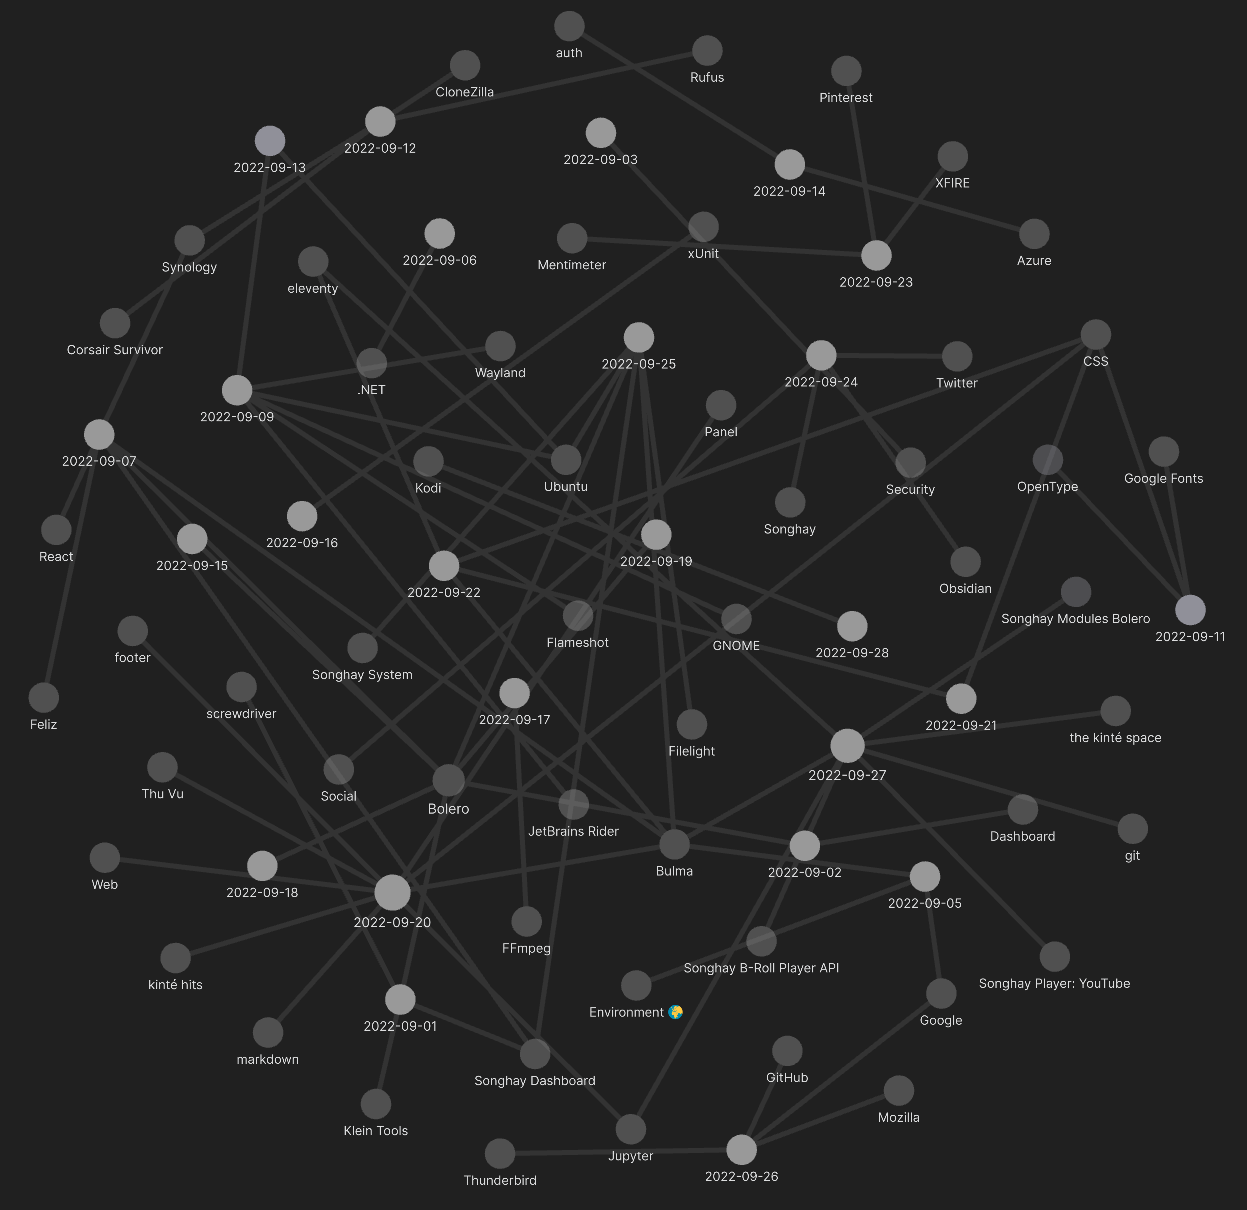 auth
Rufus
CloneZilla
Pinterest
2022-09-12
2022-09-03
2022-09-13
2022-09-14
XFIRE
Synology
xUnit
2022-09-06
Mentimeter
Azure
eleventy
2022-09-23
Corsair Survivor
Wayland
2022-09-25
CSS
.NET
2022-09-24
Twitter
2022-09-09
Panel
2022-09-07
Kodi
Ubuntu
Security
OpenType
Google Fonts
Songhay
2022-09-16
React
2022-09-15
2022-09-19
2022-09-22
Obsidian
Songhay Modules Bolero
2022-09-11
Flameshot
GNOME
2022-09-28
footer
Songhay System
screwdriver
2022-09-17
Feliz
2022-09-21
the kinté space
Filelight
2022-09-27
Thu Vu
Social
Bolero
JetBrains Rider
Dashboard
git
Bulma
2022-09-02
Web
2022-09-18
2022-09-20
2022-09-05
FFmpeg
Songhay B-Roll Player API
kinté hits
Songhay Player: YouTube
Environment 🌍
Google
2022-09-01
markdown
Songhay Dashboard
GitHub
Mozilla
Klein Tools
Jupyter
2022-09-26
Thunderbird